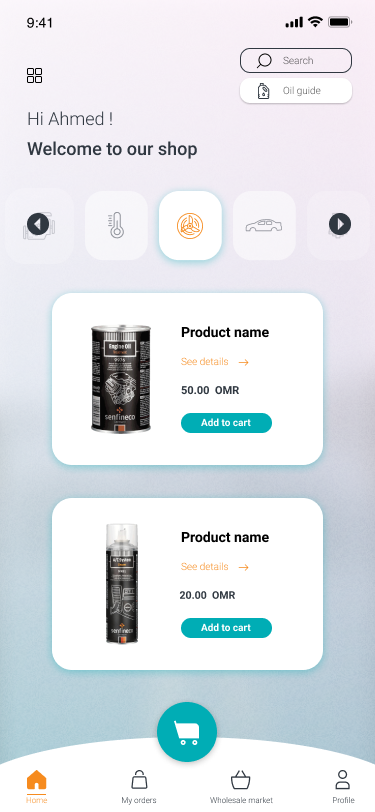 9:41
Search
Oil guide
Hi Ahmed !
Welcome to our shop
Product name
See details
50.00 OMR
Add to cart
Engine Oil
9976
senfineco
Product name
See details
20.00 OMR
Add to cart
senfineco
Home
My orders
Wholesale market
Profile